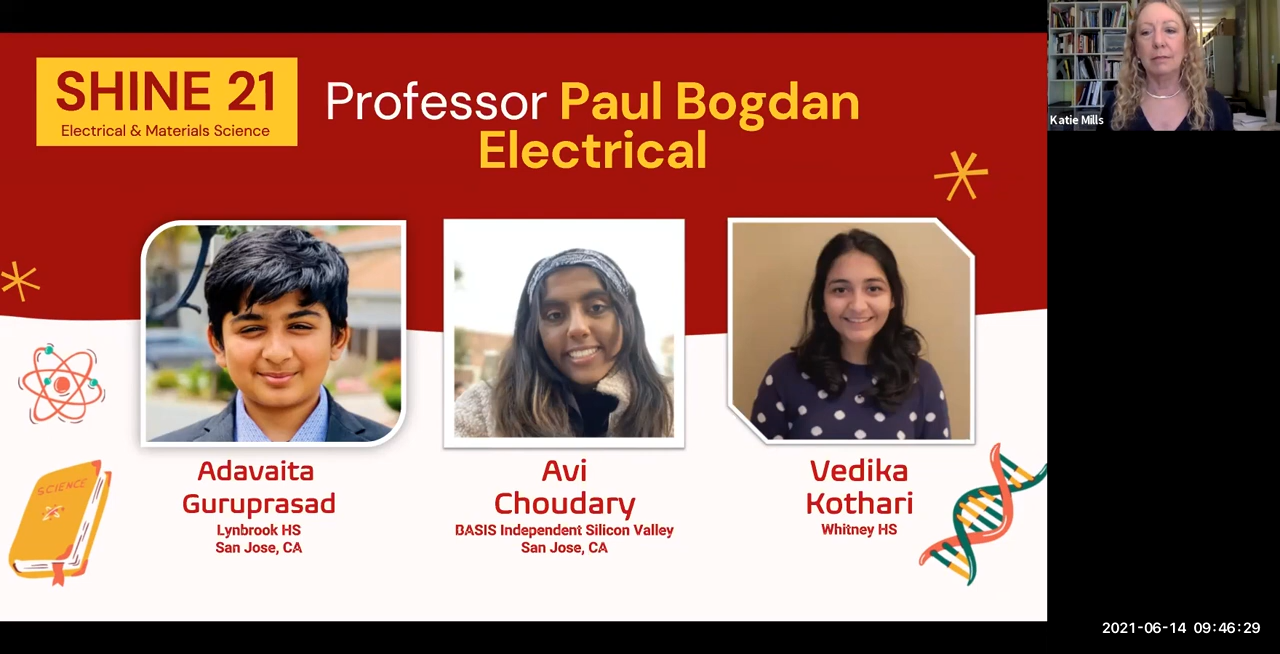 SHINE 21
Electrical & Materials Science
Professor Paul Bogdan
Electrical
Katie Mills
SCIENCE
Adavaita
Guruprasad
Lynbrook HS
San Jose, CA
Avi
Choudary
BASIS Independent Silicon Valley
San Jose, CA
Vedika
Kothari
Whitney HS
2021-06-14 09:46:29